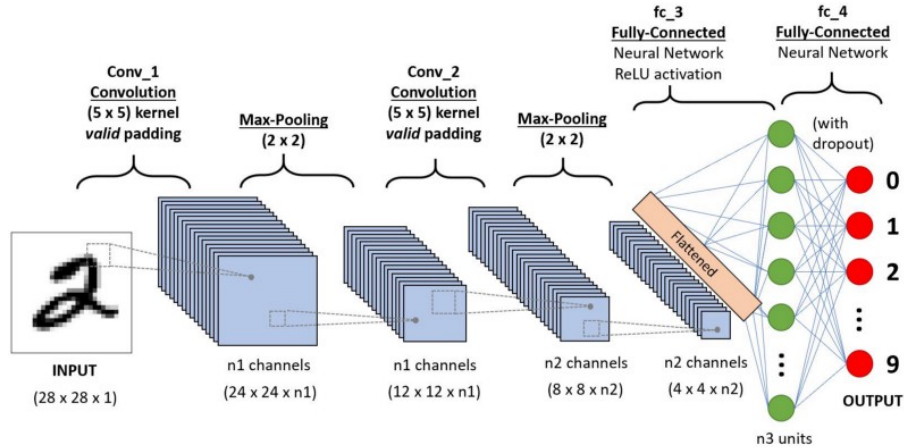 fc_3
Fully-Connected
Neural Network
ReLU activation
fc_4
Fully-Connected
Neural Network
Conv_1
Convolution
(5 x 5) kernel
valid padding
Max-Pooling
(2 x 2)
Conv_2
Convolution
(5 x 5) kernel
valid padding
Max-Pooling
(2 x 2)
(with
dropout)
Flattened
0
1
2
9
INPUT
(28 x 28 x 1)
n1 channels
(24 x 24 x n1)
n1 channels
(12 x 12 x n1)
n2 channels
(8 x 8 x n2)
n2 channels
(4 x 4 x n2)
OUTPUT
n3 units